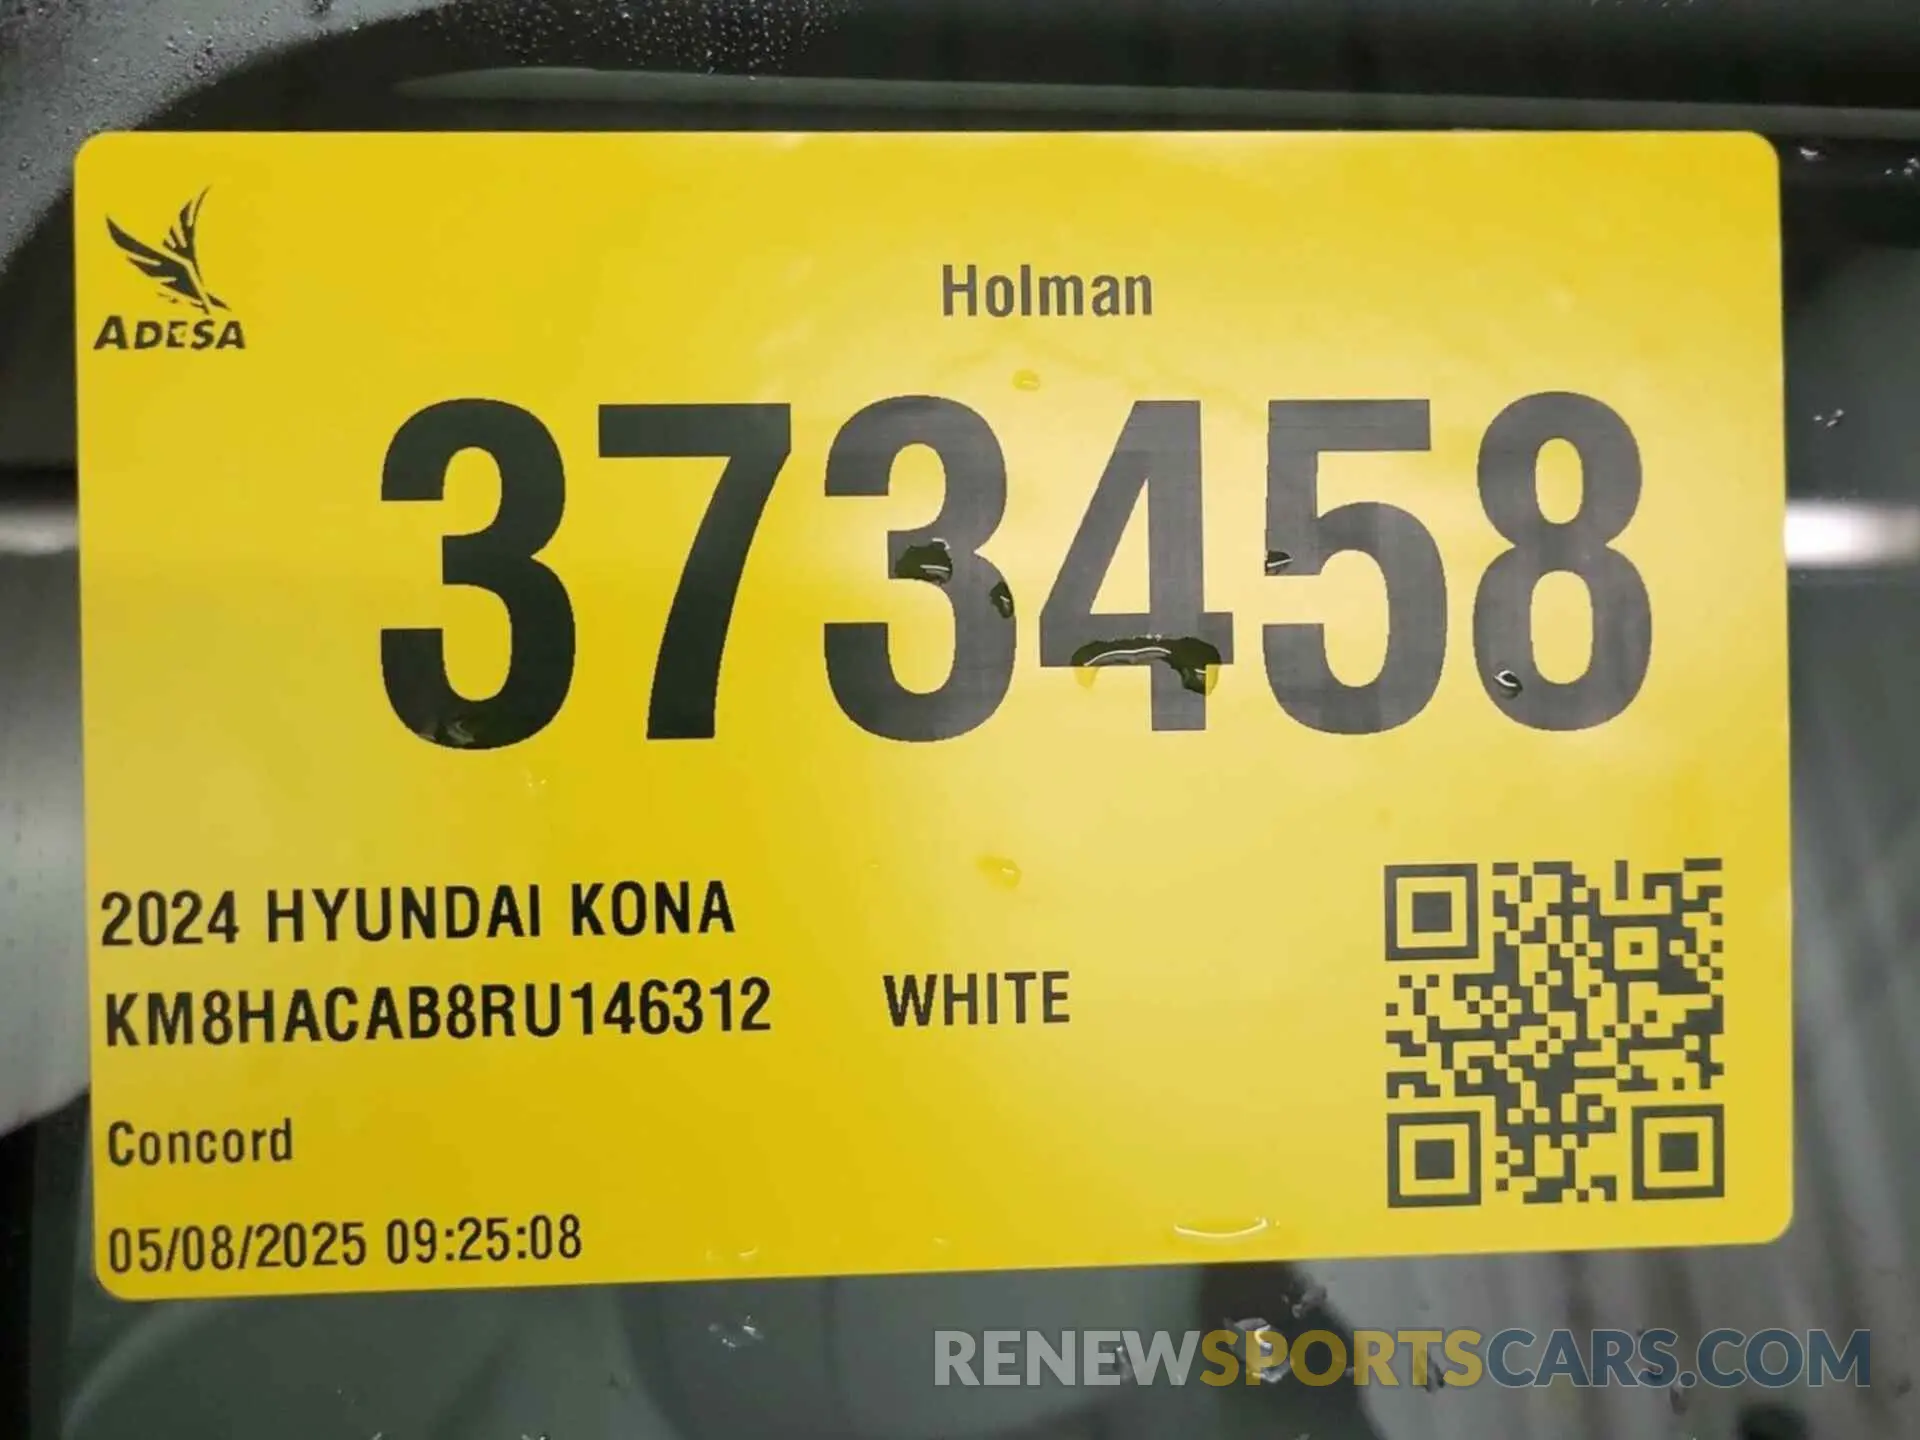 ADESA
Holman
373458
2024 HYUNDAI KONA
KM8HACAB8RU146312 WHITE
Concord
05/08/2025 09:25:08
RENEWSPORTSCARS.COM